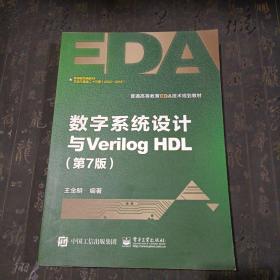 EDA
普通高等教育EDA技术规划教材
数字系统设计
与Verilog HDL
（第7版）
王金明 编著
中国工信出版集团
电子工业出版社